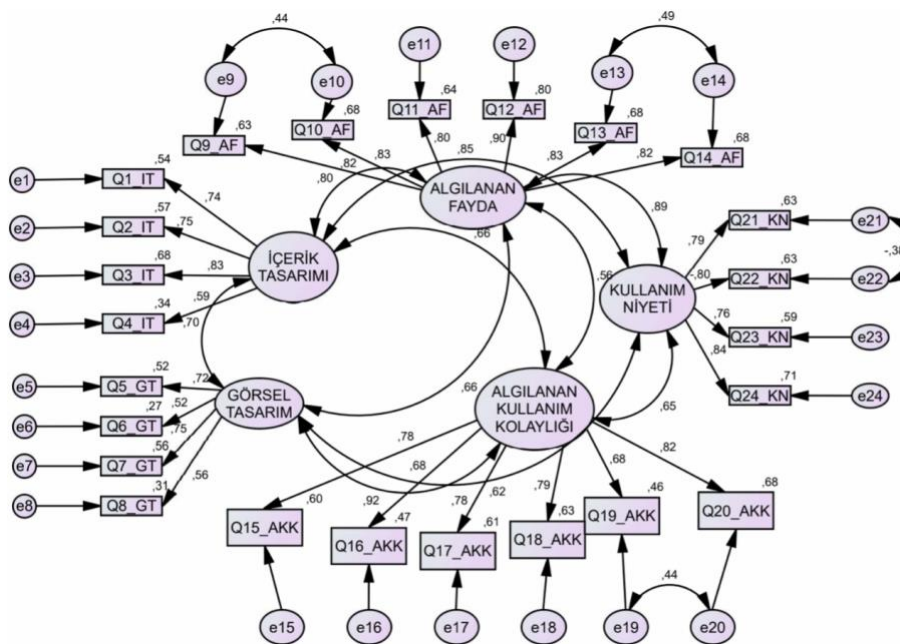 ,44
,49
e11
e12
e9
e10
e13
e14
,64
,80
Q11_AF
Q12_AF
,63
Q9_AF
,68
Q10_AF
,68
Q13_AF
,68
Q14_AF
,80
,90
,82
,83
,83
,82
,80
,85
ALGILANAN
FAYDA
,89
e1
,54
Q1_IT
,74
e2
,57
Q2_IT
,75
e3
,68
Q3_IT
,83
e4
,34
Q4_IT
,59
İÇERİK
TASARIMI
,66
,56
,70
KULLANIM
NİYETİ
,79
-,80
,76
,84
,63
Q21_KN
e21
,63
Q22_KN
e22
-,38
,59
Q23_KN
e23
,71
Q24_KN
e24
e5
,52
Q5_GT
,72
e6
,27
Q6_GT
,52
e7
,56
Q7_GT
,75
e8
,31
Q8_GT
,56
GÖRSEL
TASARIM
,66
ALGILANAN
KULLANIM
KOLAYLIĞI
,65
,68
,78
,92
,78
,62
,79
,68
,82
,60
Q15_AKK
,47
Q16_AKK
,61
Q17_AKK
,63
Q18_AKK
,46
Q19_AKK
,68
Q20_AKK
,44
e15
e16
e17
e18
e19
e20